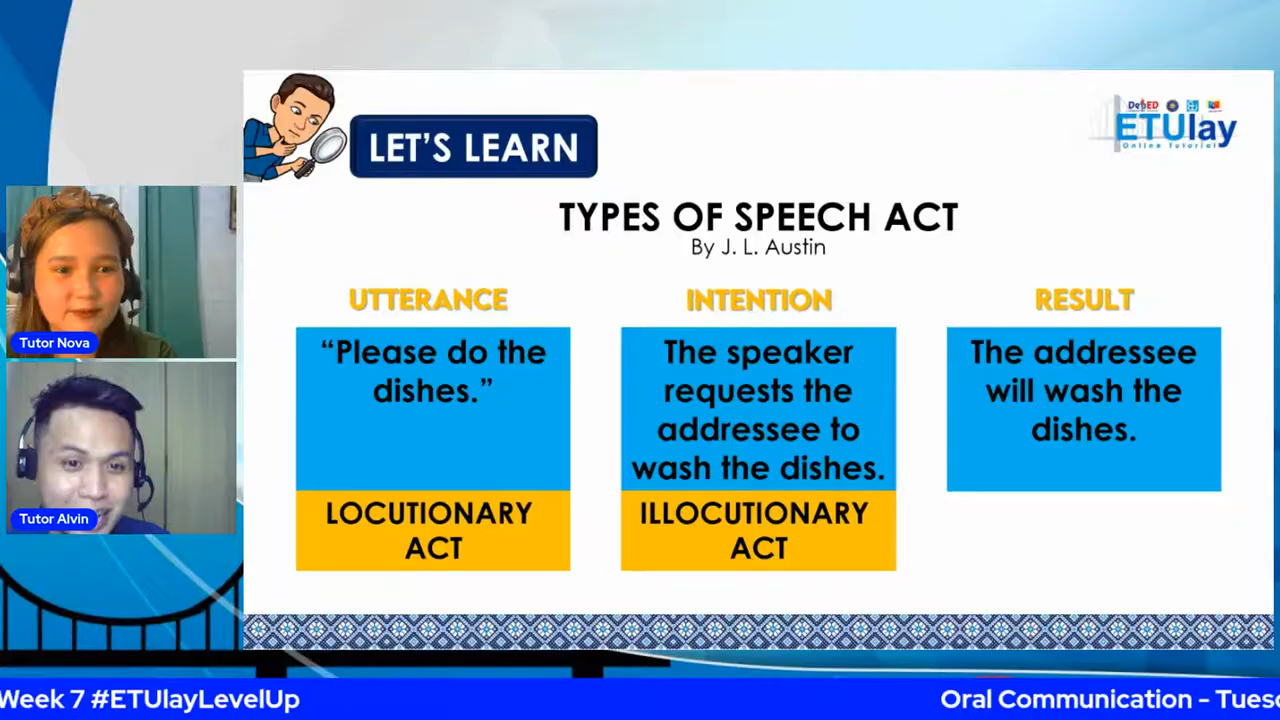 LET'S LEARN
DepED
ETUlay
Online Tutorial
TYPES OF SPEECH ACT
By J. L. Austin
UTTERANCE
INTENTION
RESULT
“Please do the
dishes.”
The speaker
requests the
addressee to
wash the dishes.
The addressee
will wash the
dishes.
LOCUTIONARY
ACT
ILLOCUTIONARY
ACT
Tutor Nova
Tutor Alvin
Week 7 #ETUlayLevelUp
Oral Communication - Tuesd